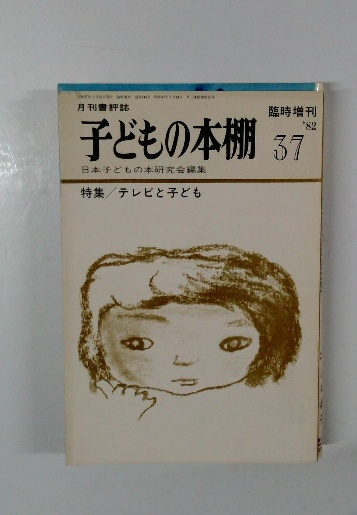 月刊書評誌
臨時増刊
'82
子どもの本棚
37
日本子どもの本研究会編集
特集/テレビと子ども